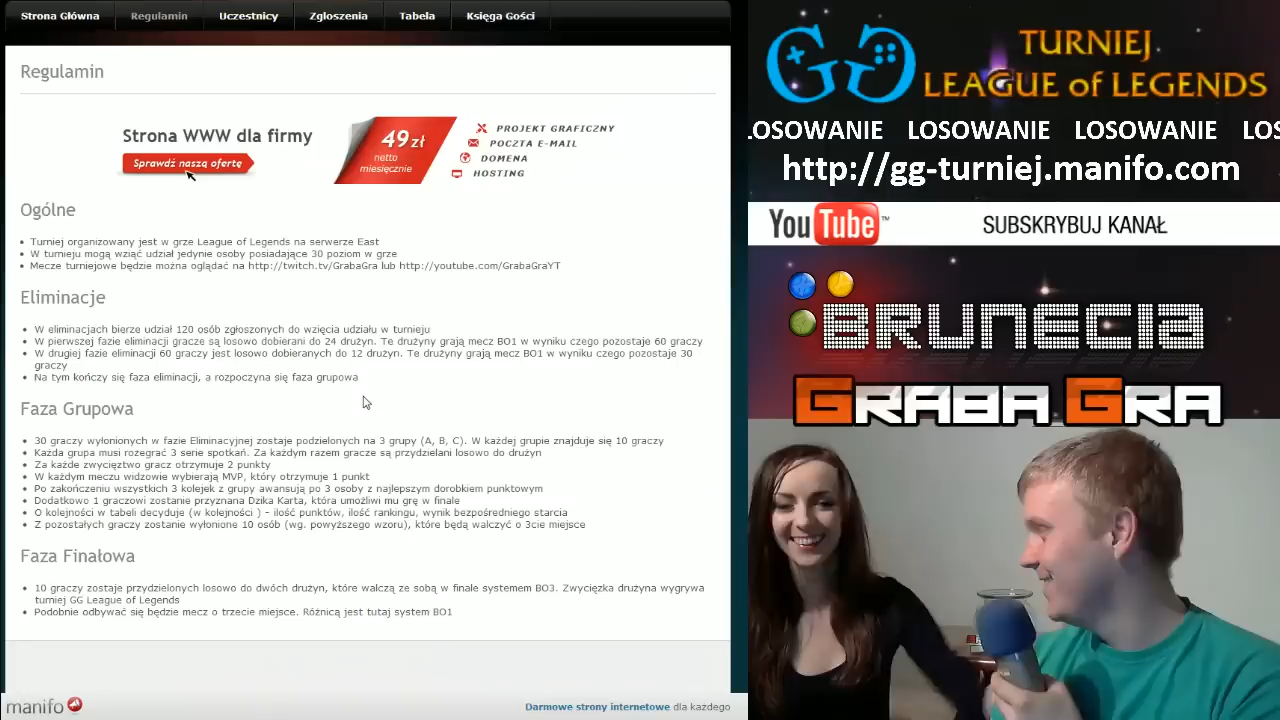 Strona Główna Regulamin Uczestnicy Zgłoszenia Tabela Księga Gości
Regulamin
Strona WWW dla firmy
Sprawdź naszą ofertę
49 zł
netto
miesięcznie
PROJEKT GRAFICZNY
POCZTA E-MAIL
DOMENA
HOSTING
Ogólne
Turniej organizowany jest w grze League of Legends na serwerze East
W turnieju mogą wziąć udział jedynie osoby posiadające 30 poziom w grze
Mecze turniejowe będzie można oglądać na http://twitch.tv/GrabaGra lub http://youtube.com/GrabaGraYT
Eliminacje
W eliminacjach bierze udział 120 osób zgłoszonych do wzięcia udziału w turnieju
W pierwszej fazie eliminacji gracze są losowo dobierani do 24 drużyn. Te drużyny grają mecz BO1 w wyniku czego pozostaje 60 graczy
W drugiej fazie eliminacji 60 graczy jest losowo dobieranych do 12 drużyn. Te drużyny grają mecz BO1 w wyniku czego pozostaje 30
graczy
Na tym kończy się faza eliminacji, a rozpoczyna się faza grupowa
Faza Grupowa
30 graczy wyłonionych w fazie Eliminacyjnej zostaje podzielonych na 3 grupy (A, B, C). W każdej grupie znajduje się 10 graczy
Każda grupa musi rozegrać 3 serie spotkań. Za każdym razem gracze są przydzielani losowo do drużyn
Za każde zwycięztwo gracz otrzymuje 2 punkty
W każdym meczu widzowie wybierają MVP, który otrzymuje 1 punkt
Po zakończeniu wszystkich 3 kolejek z grupy awansują po 3 osoby z najlepszym dorobkiem punktowym
Dodatkowo 1 graczowi zostanie przyznana Dzika Karta, która umożliwi mu grę w finale
O kolejności w tabeli decyduje (w kolejności ) - ilość punktów, ilość rankingu, wynik bezpośredniego starcia
Z pozostałych graczy zostanie wyłonione 10 osób (wg. powyższego wzoru), które będą walczyć o 3cie miejsce
Faza Finałowa
10 graczy zostaje przydzielonych losowo do dwóch drużyn, które walczą ze sobą w finale systemem BO3. Zwycięzka drużyna wygrywa
turniej GG League of Legends
Podobnie odbywać się będzie mecz o trzecie miejsce. Różnicą jest tutaj system BO1
manifo
Darmowe strony internetowe dla każdego
GG
TURNIEJ
LEAGUE of LEGENDS
LOSOWANIE LOSOWANIE LOSOWANIE LOS
http://gg-turniej.manifo.com
YouTube™ SUBSKRYBUJ KANAŁ
BRUNECIA
GRABA GRA